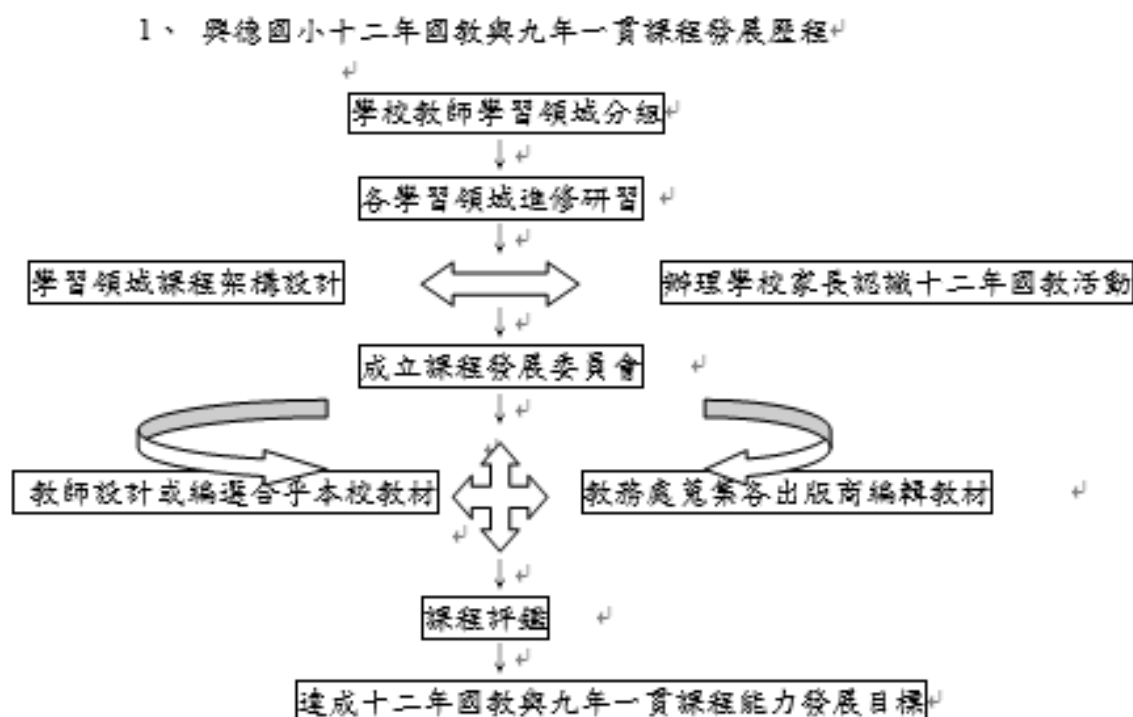 1、 興德國小十二年國教與九年一貫課程發展歷程
學校教師學習領域分組
各學習領域進修研習
學習領域課程架構設計
辦理學校家長認識十二年國教活動
成立課程發展委員會
教師設計或編選合乎本校教材
教務處蒐集各出版商編輯教材
課程評鑑
達成十二年國教與九年一貫課程能力發展目標